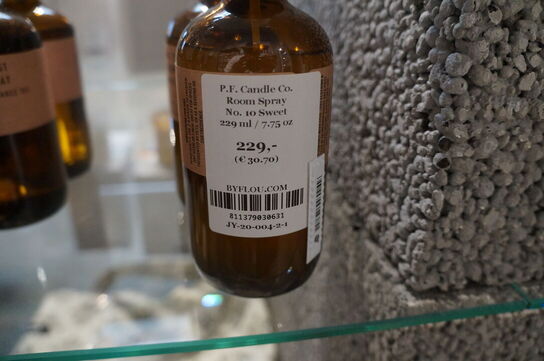 P.F. Candle Co.
Room Spray
No. 10 Sweet
229 ml / 7.75 oz
229,-
(€ 30.70)
BYFLOU.COM
811379030631
JY-20-004-2-1